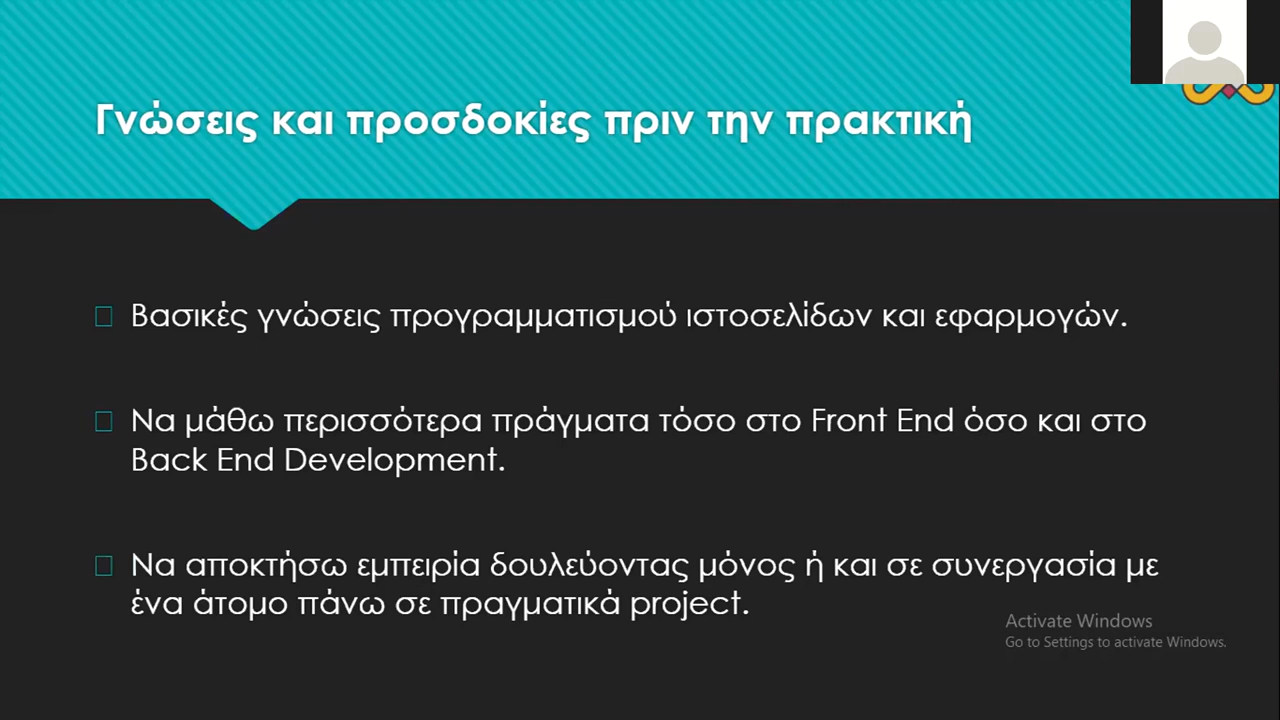 Γνώσεις και προσδοκίες πριν την πρακτική
Βασικές γνώσεις προγραμματισμού ιστοσελίδων και εφαρμογών.
Να μάθω περισσότερα πράγματα τόσο στο Front End όσο και στο
Back End Development.
Να αποκτήσω εμπειρία δουλεύοντας μόνος ή και σε συνεργασία με
ένα άτομο πάνω σε πραγματικά project.
Activate Windows
Go to Settings to activate Windows.